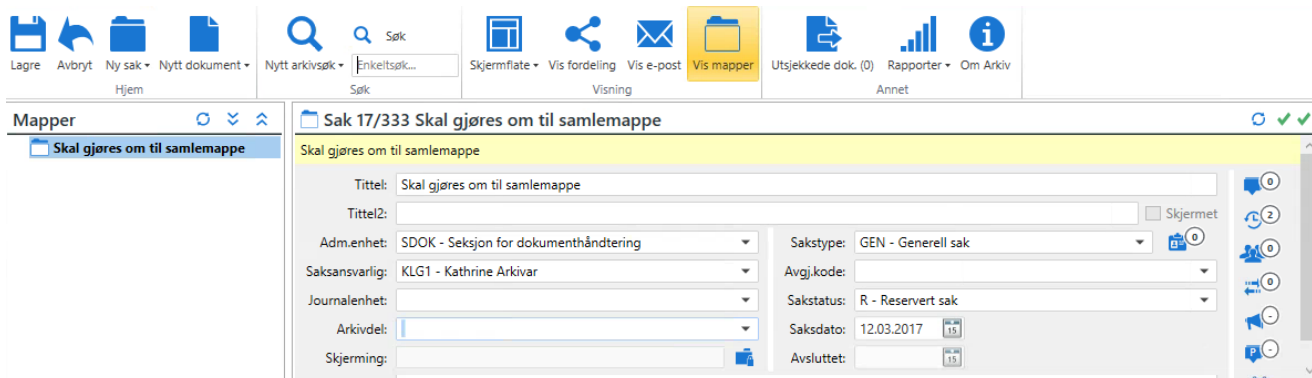 Lagre Avbryt Ny sak Nytt dokument Nytt arkivsøk Søk Enkeltsøk... Skjermflate Vis fordeling Vis e-post Vis mapper Utsjekkede dok. (0) Rapporter Om Arkiv
Hjem Søk Visning Annet
Mapper
Skal gjøres om til samlemappe
Sak 17/333 Skal gjøres om til samlemappe
Skal gjøres om til samlemappe
Tittel: Skal gjøres om til samlemappe
Tittel2: Skjermet
Adm.enhet: SDOK - Seksjon for dokumenthåndtering Sakstype: GEN - Generell sak 0
Saksansvarlig: KLG1 - Kathrine Arkivar Avgj.kode:
Journalenhet: Sakstatus: R - Reservert sak
Arkivdel: Saksdato: 12.03.2017 15
Skjerming: Avsluttet: 15
0
2
0
0
-
P -